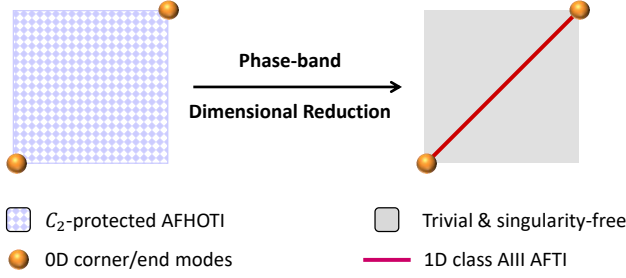 Phase-band
Dimensional Reduction
C₂-protected AFHOTI
Trivial & singularity-free
0D corner/end modes
1D class AIII AFTI